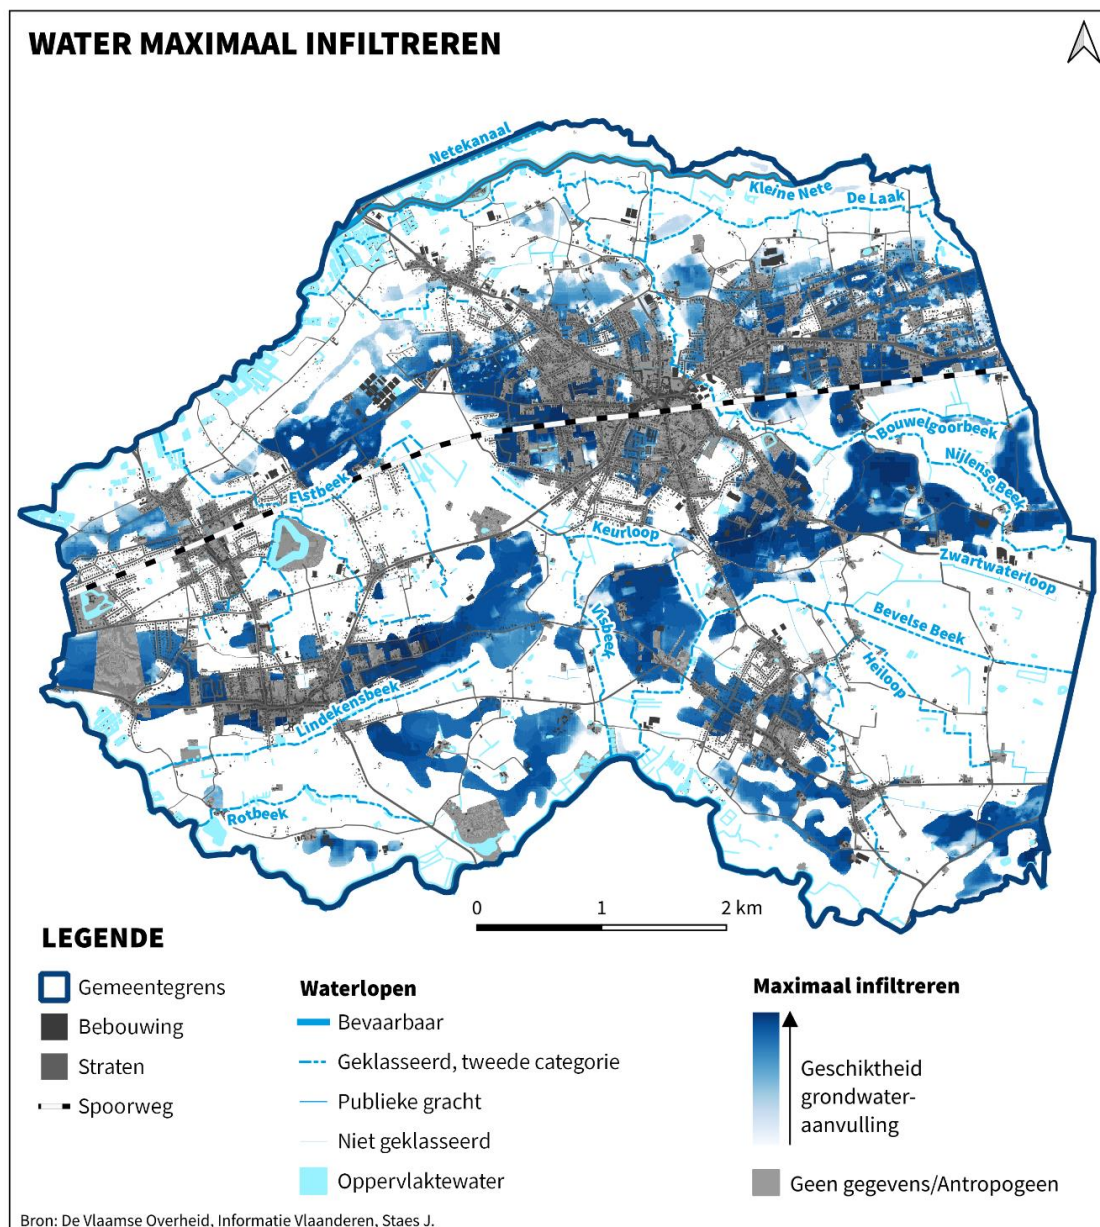 WATER MAXIMAAL INFILTREREN
Netekanaal
Kleine Nete
De Laak
Bouwelgoorbeek
Nijlense Beek
Elstbeek
Keurloop
Zwartwaterloop
Visbeek
Bevelse Beek
Heiloop
Lindekensbeek
Rotbeek
0 1 2 km
LEGENDE
Gemeentegrens
Bebouwing
Straten
Spoorweg
Waterlopen
Bevaarbaar
Geklasseerd, tweede categorie
Publieke gracht
Niet geklasseerd
Oppervlaktewater
Maximaal infiltreren
Geschiktheid
grondwater-
aanvulling
Geen gegevens/Antropogeen
Bron: De Vlaamse Overheid, Informatie Vlaanderen, Staes J.